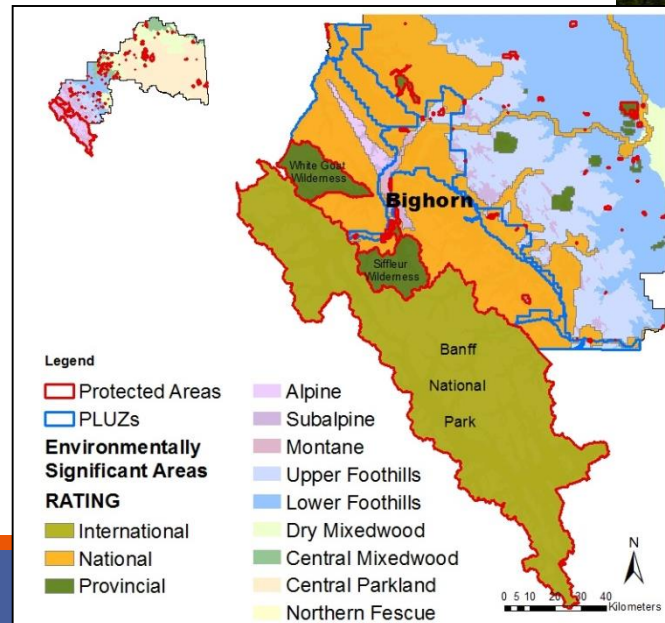 White Goat
Wilderness
Bighorn
Siffleur
Wilderness
Banff
National
Park
Legend
Protected Areas
PLUZs
Environmentally
Significant Areas
RATING
International
National
Provincial
Alpine
Subalpine
Montane
Upper Foothills
Lower Foothills
Dry Mixedwood
Central Mixedwood
Central Parkland
Northern Fescue
N
0 5 10 20 30 40
Kilometers